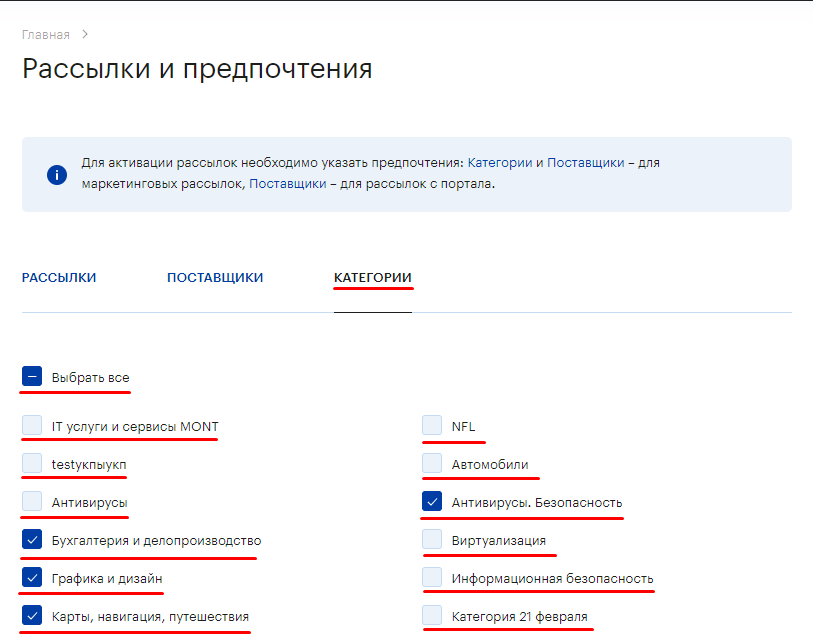 Главная
Рассылки и предпочтения
Для активации рассылок необходимо указать предпочтения: Категории и Поставщики – для
маркетинговых рассылок, Поставщики – для рассылок с портала.
РАССЫЛКИ ПОСТАВЩИКИ КАТЕГОРИИ
Выбрать все
IT услуги и сервисы MONT
NFL
testукпыукп
Автомобили
Антивирусы
Антивирусы. Безопасность
Бухгалтерия и делопроизводство
Виртуализация
Графика и дизайн
Информационная безопасность
Карты, навигация, путешествия
Категория 21 февраля